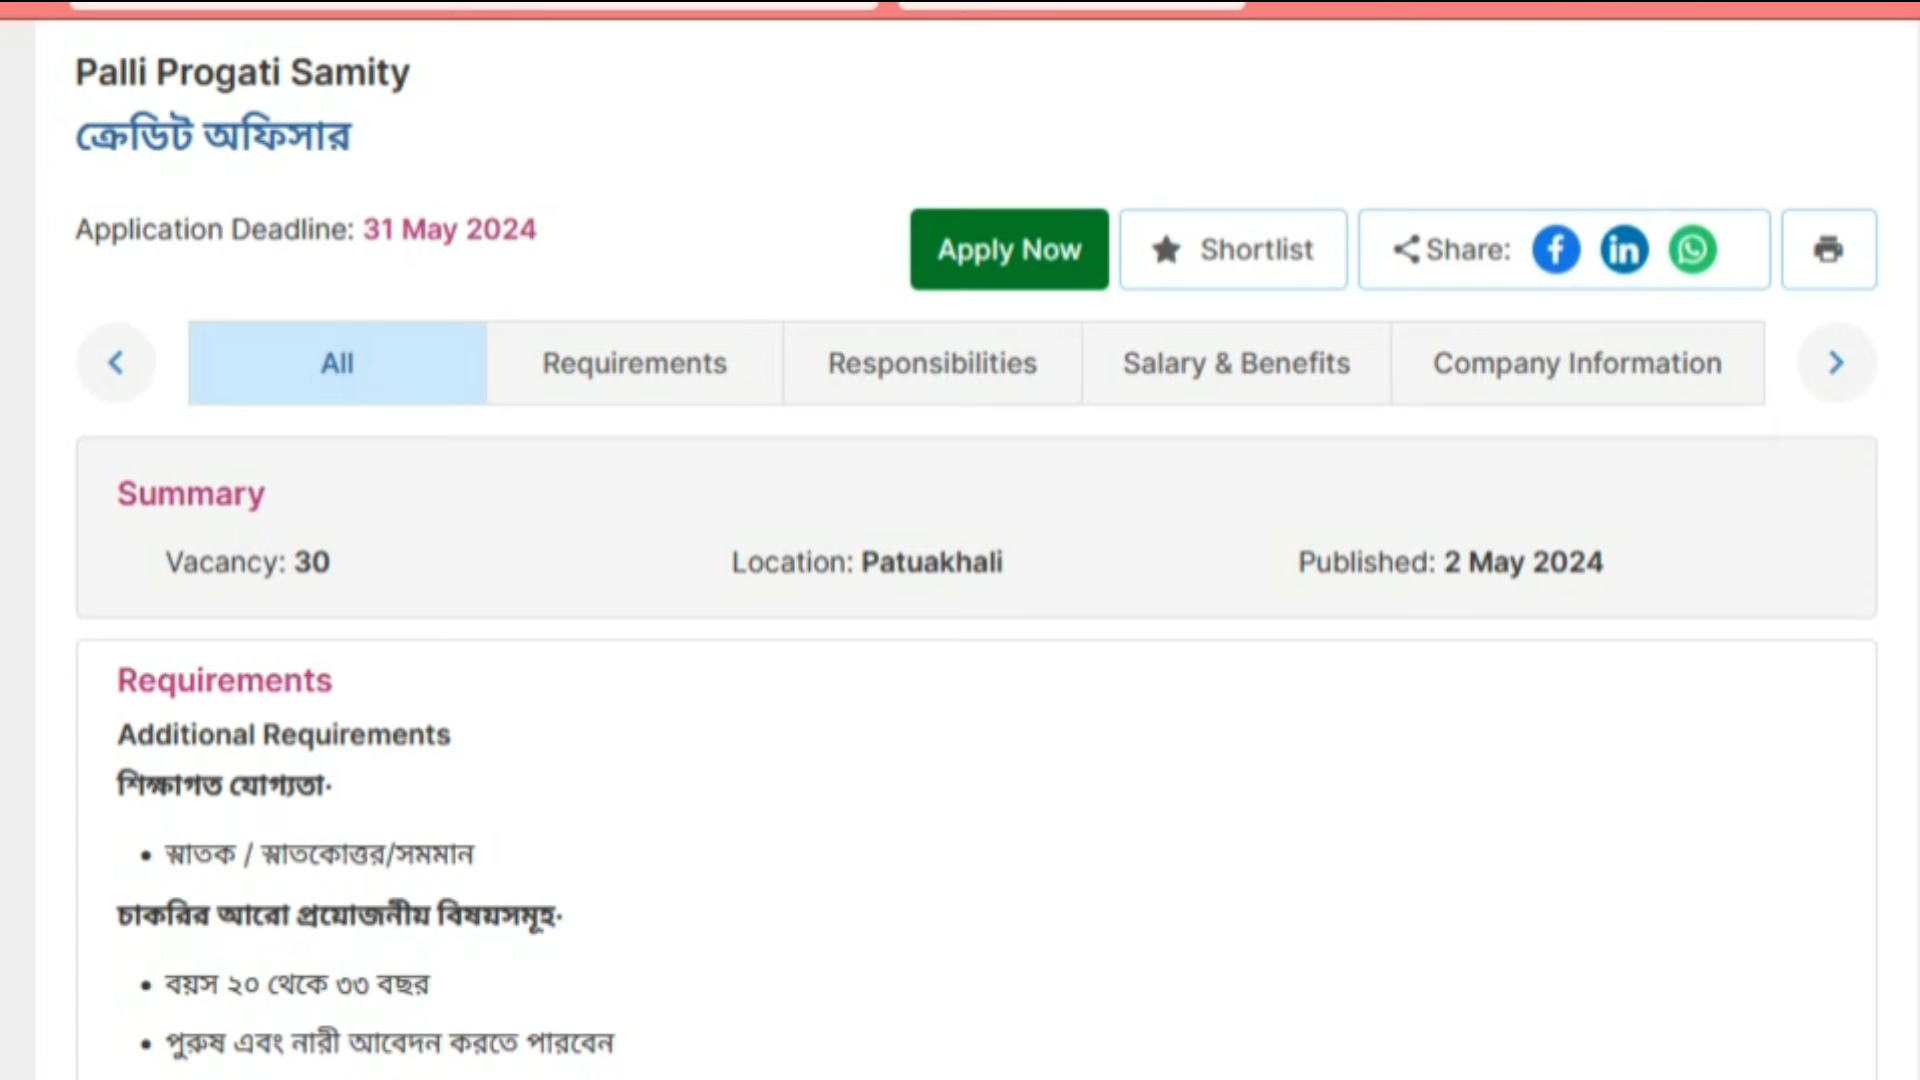 Palli Progati Samity
ক্রেডিট অফিসার
Application Deadline: 31 May 2024
Apply Now
Shortlist
Share:
All
Requirements
Responsibilities
Salary & Benefits
Company Information
Summary
Vacancy: 30
Location: Patuakhali
Published: 2 May 2024
Requirements
Additional Requirements
শিক্ষাগত যোগ্যতা·
• স্নাতক / স্নাতকোত্তর/সমমান
চাকরির আরো প্রয়োজনীয় বিষয়সমূহ·
• বয়স ২০ থেকে ৩৩ বছর
• পুরুষ এবং নারী আবেদন করতে পারবেন